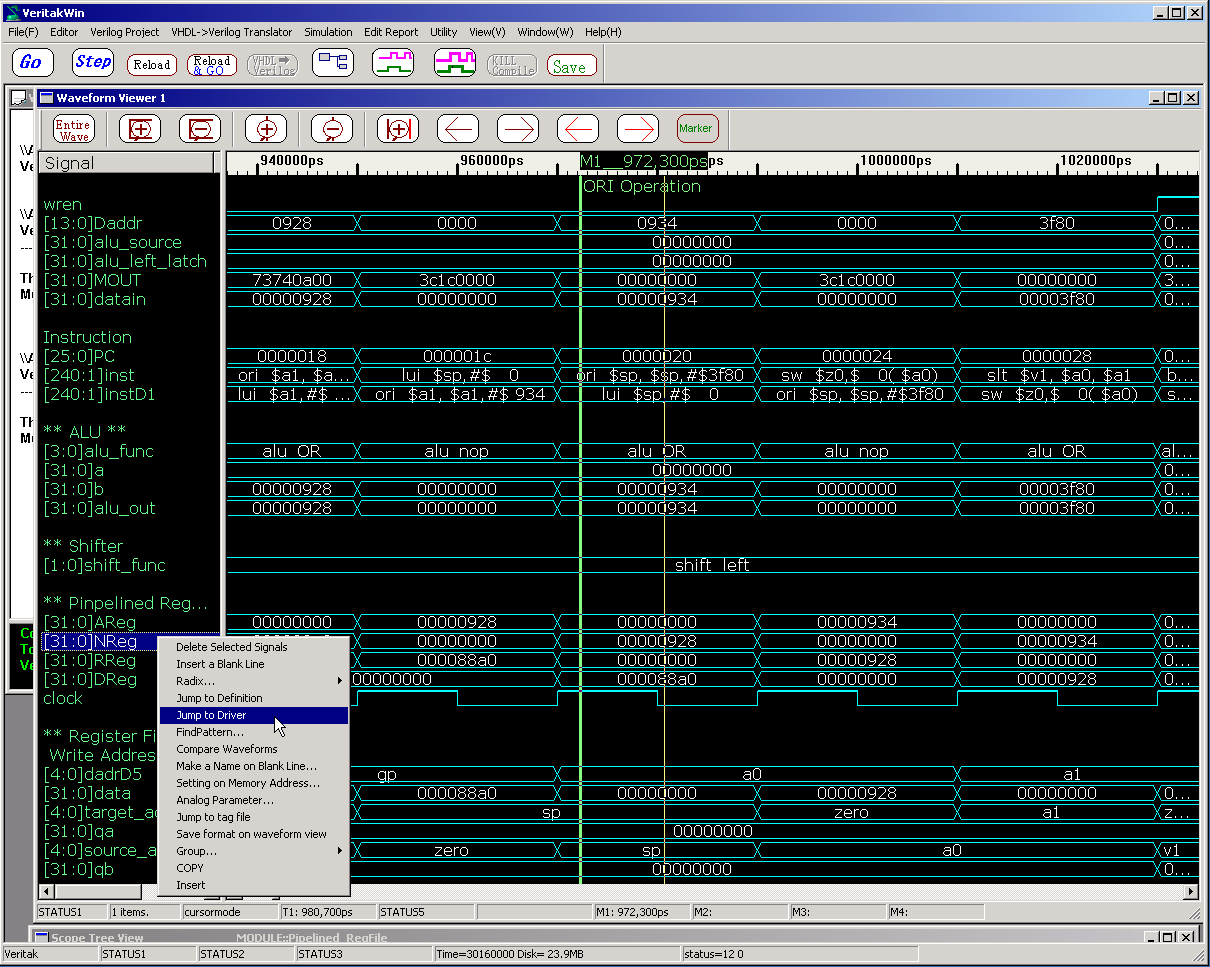 VeritakWin
File(F) Editor Verilog Project VHDL->Verilog Translator Simulation Edit Report Utility View(V) Window(W) Help(H)
Go Step Reload Reload & GO VHDL Verilog KILL Compile Save
Waveform Viewer 1
Entire Wave Marker
Signal 940000ps 960000ps M1__972,300ps ps 1000000ps 1020000ps
ORI Operation
wren
[13:0]Daddr 0928 0000 0934 0000 3f80 0...
[31:0]alu_source 00000000 0...
[31:0]alu_left_latch 00000000 0...
[31:0]MOUT 73740a00 3c1c0000 00000000 3c1c0000 00000000 3...
[31:0]datain 00000928 00000000 00000934 00000000 00003f80 0...
Instruction
[25:0]PC 0000018 000001c 0000020 0000024 0000028 0...
[240:1]inst ori $a1, $a... lui $sp,#$ 0 ori $sp, $sp,#$3f80 sw $z0,$ 0( $a0) slt $v1, $a0, $a1 b...
[240:1]instD1 lui $a1,#$ ... ori $a1, $a1,#$ 934 lui $sp,#$ 0 ori $sp, $sp,#$3f80 sw $z0,$ 0( $a0) s...
** ALU **
[3:0]alu_func alu_OR alu_nop alu_OR alu_nop alu_OR al...
[31:0]a 00000000 0...
[31:0]b 00000928 00000000 00000934 00000000 00003f80 0...
[31:0]alu_out 00000928 00000000 00000934 00000000 00003f80 0...
** Shifter
[1:0]shift_func shift_left
** Pinpelined Reg...
[31:0]AReg 00000000 00000928 00000000 00000934 00000000 0...
[31:0]NReg 00000000 00000928 00000000 00000934 0...
[31:0]RReg 000088a0 00000000 00000928 00000000 0...
[31:0]DReg 00000000 000088a0 00000000 00000928 0...
clock
** Register Fi
Write Addres
[4:0]dadrD5 gp a0 a1
[31:0]data 000088a0 00000000 00000928 00000000 0...
[4:0]target_a sp zero a1 z...
[31:0]qa 00000000
[4:0]source_a zero sp a0 v1
[31:0]qb 00000000 0...
Delete Selected Signals
Insert a Blank Line
Radix...
Jump to Definition
Jump to Driver
FindPattern...
Compare Waveforms
Make a Name on Blank Line...
Setting on Memory Address...
Analog Parameter...
Jump to tag file
Save format on waveform view
Group...
COPY
Insert
STATUS1 1 items. cursormode T1: 980,700ps STATUS5 M1: 972,300ps M2: M3: M4:
Scope Tree View MODULE::Pipelined_RegFile
Veritak STATUS1 STATUS2 STATUS3 Time=30160000 Disk= 23.9MB status=12 0